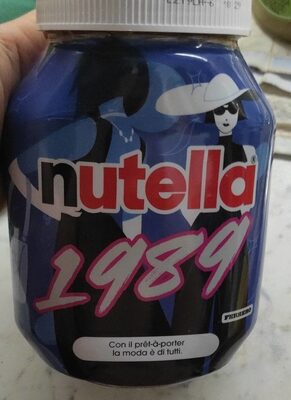 nutella®
1989
FERRERO
Con il prêt-à-porter
la moda è di tutti.